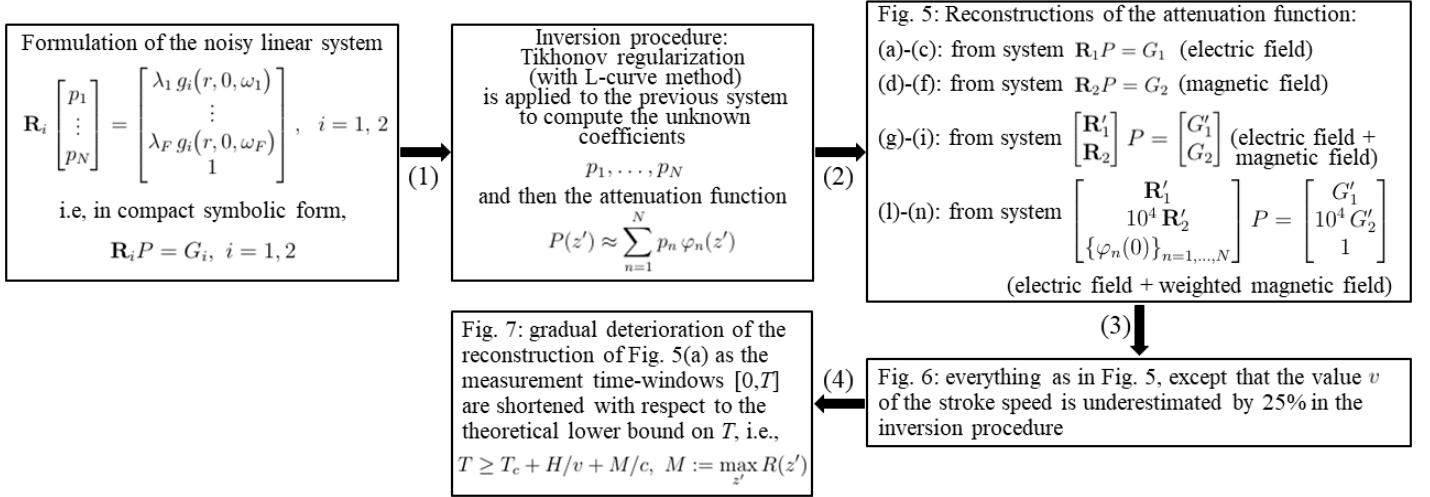 Formulation of the noisy linear system
R_i [p_1 ⋮ p_N] = [λ_1 g_i(r, 0, ω_1) ⋮ λ_F g_i(r, 0, ω_F) 1], i = 1, 2
i.e, in compact symbolic form,
R_i P = G_i, i = 1, 2
(1)
Inversion procedure:
Tikhonov regularization
(with L-curve method)
is applied to the previous system
to compute the unknown
coefficients
p_1, . . . , p_N
and then the attenuation function
P(z′) ≈ ∑_{n=1}^{N} p_n φ_n(z′)
(2)
Fig. 5: Reconstructions of the attenuation function:
(a)-(c): from system R_1 P = G_1 (electric field)
(d)-(f): from system R_2 P = G_2 (magnetic field)
(g)-(i): from system [R′_1 R_2] P = [G′_1 G_2] (electric field +
magnetic field)
(l)-(n): from system [R′_1 10^4 R′_2 {φ_n(0)}_{n=1,...,N}] P = [G′_1 10^4 G′_2 1]
(electric field + weighted magnetic field)
(3)
Fig. 6: everything as in Fig. 5, except that the value v
of the stroke speed is underestimated by 25% in the
inversion procedure
(4)
Fig. 7: gradual deterioration of the
reconstruction of Fig. 5(a) as the
measurement time-windows [0,T]
are shortened with respect to the
theoretical lower bound on T, i.e.,
T ≥ T_c + H/v + M/c, M := max_{z′} R(z′)